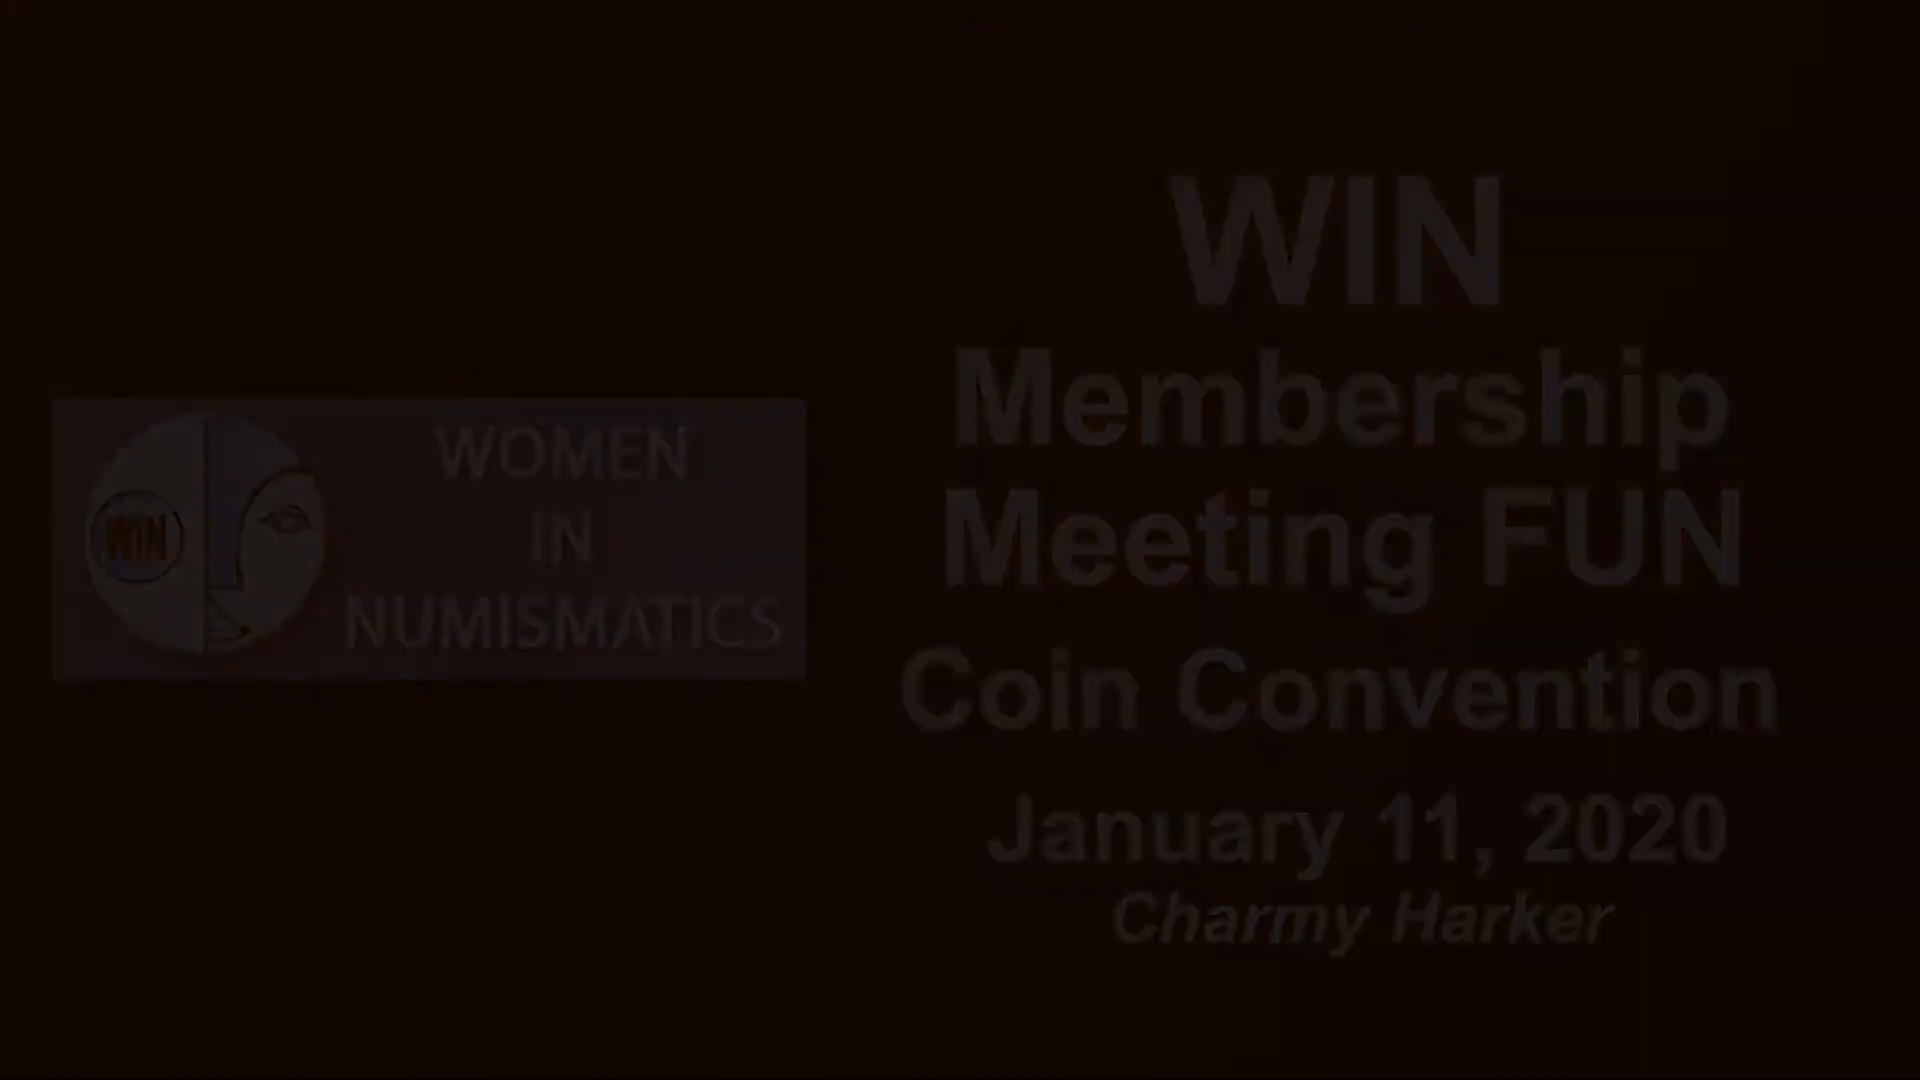 WIN
WOMEN
IN
NUMISMATICS
WIN
Membership
Meeting FUN
Coin Convention
January 11, 2020
Charmy Harker